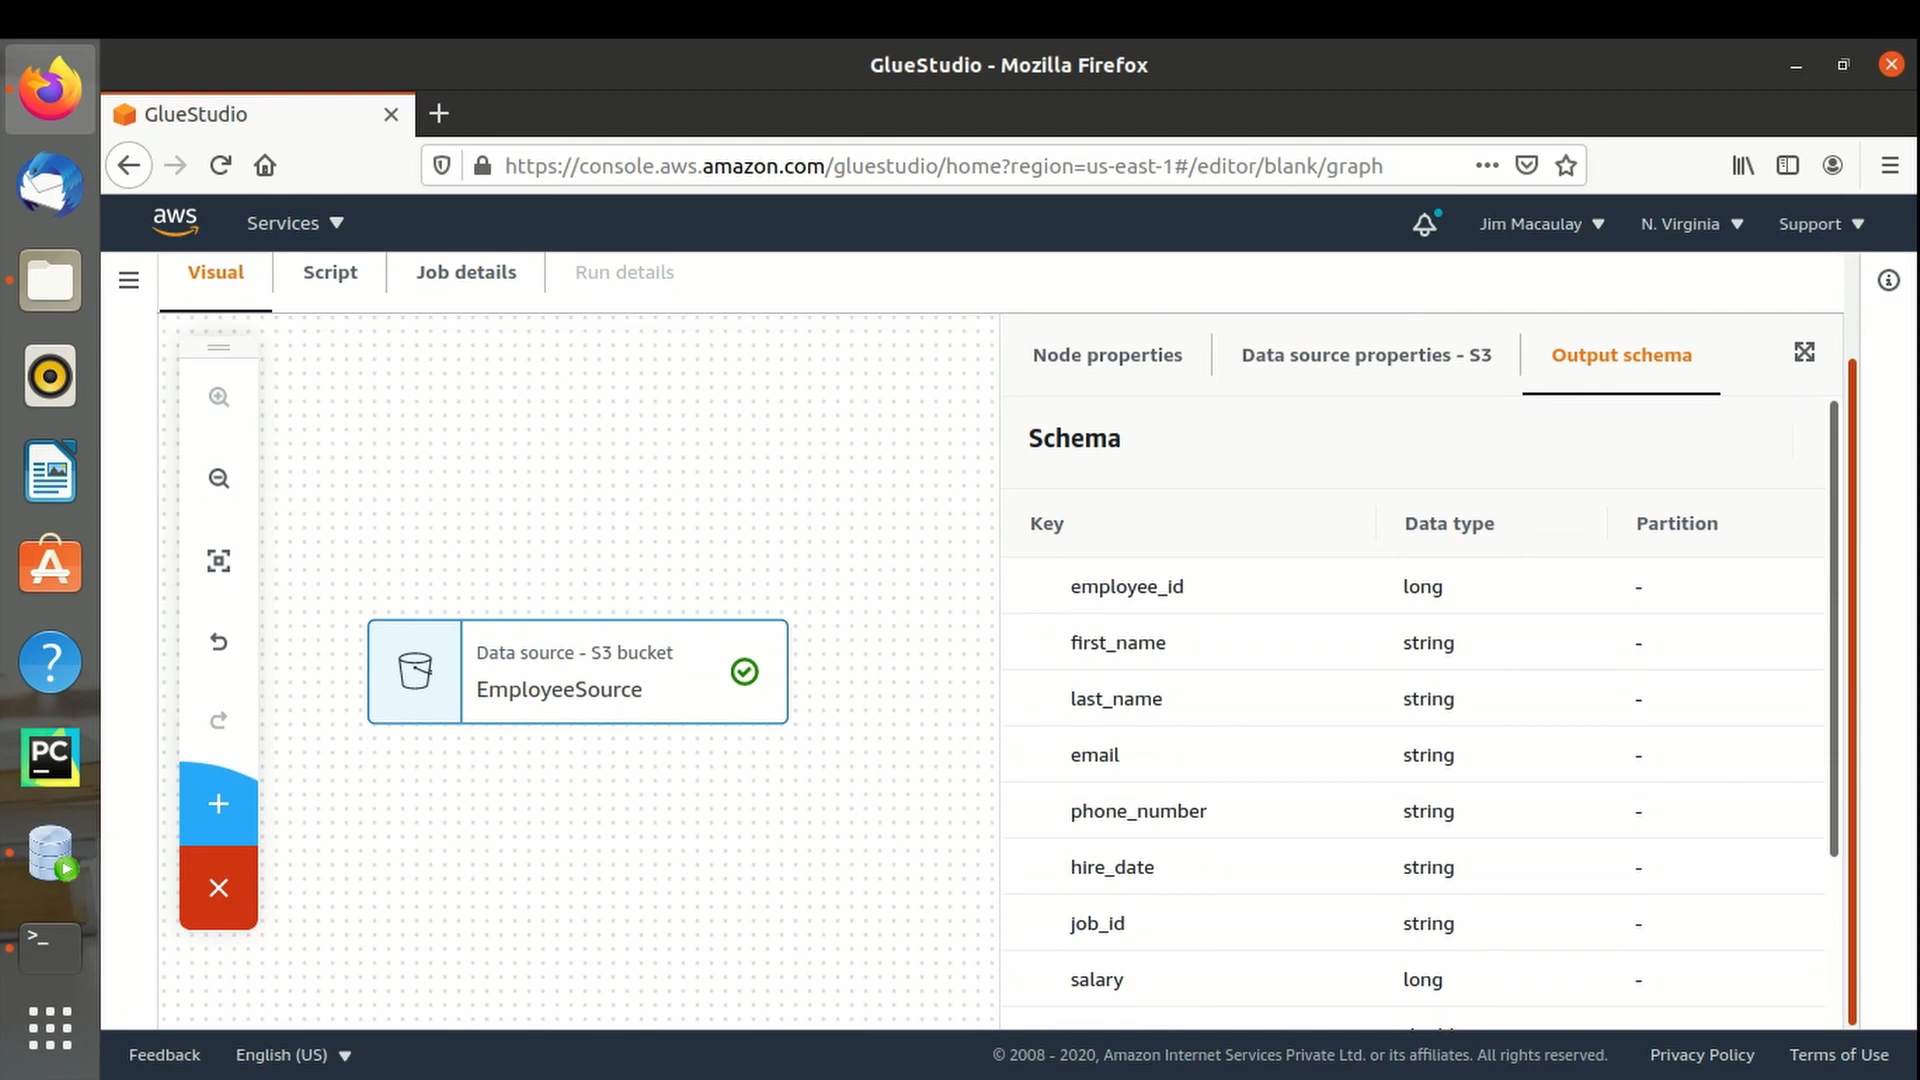 GlueStudio - Mozilla Firefox
GlueStudio
https://console.aws.amazon.com/gluestudio/home?region=us-east-1#/editor/blank/graph
aws
Services
Jim Macaulay
N. Virginia
Support
Visual
Script
Job details
Run details
Node properties
Data source properties - S3
Output schema
Schema
Key
Data type
Partition
employee_id
long
-
first_name
string
-
last_name
string
-
email
string
-
phone_number
string
-
hire_date
string
-
job_id
string
-
salary
long
-
Data source - S3 bucket
EmployeeSource
PC
>_
?
Feedback
English (US)
© 2008 - 2020, Amazon Internet Services Private Ltd. or its affiliates. All rights reserved.
Privacy Policy
Terms of Use